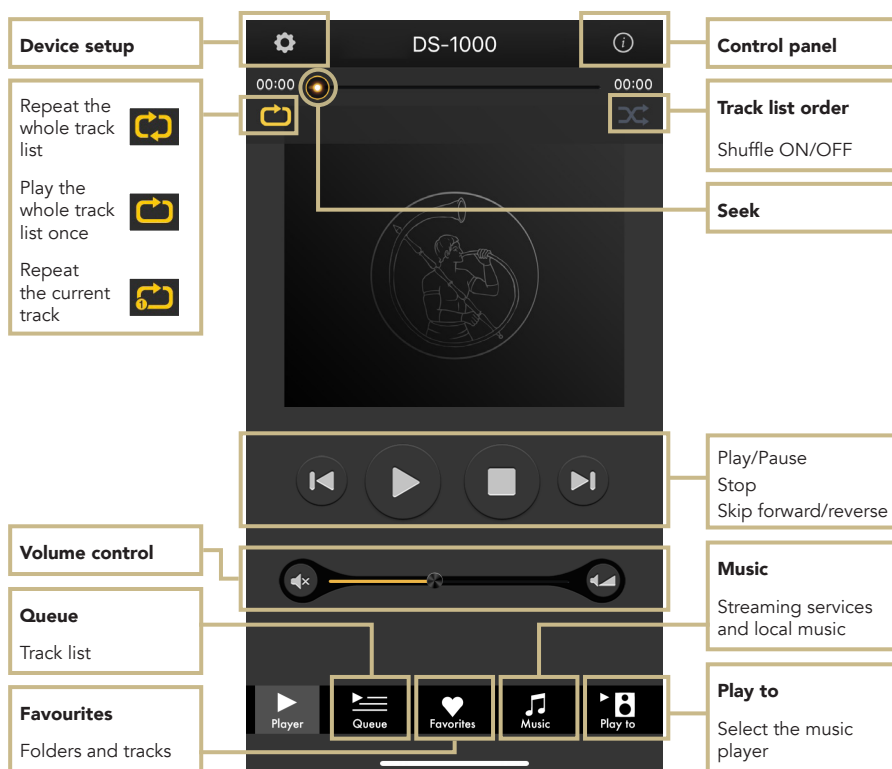 Device setup
DS-1000
Control panel
00:00
00:00
Repeat the
whole track
list
Play the
whole track
list once
Repeat
the current
track
1
Track list order
Shuffle ON/OFF
Seek
Play/Pause
Stop
Skip forward/reverse
Volume control
Queue
Track list
Favourites
Folders and tracks
Music
Streaming services
and local music
Play to
Select the music
player
Player
Queue
Favorites
Music
Play to